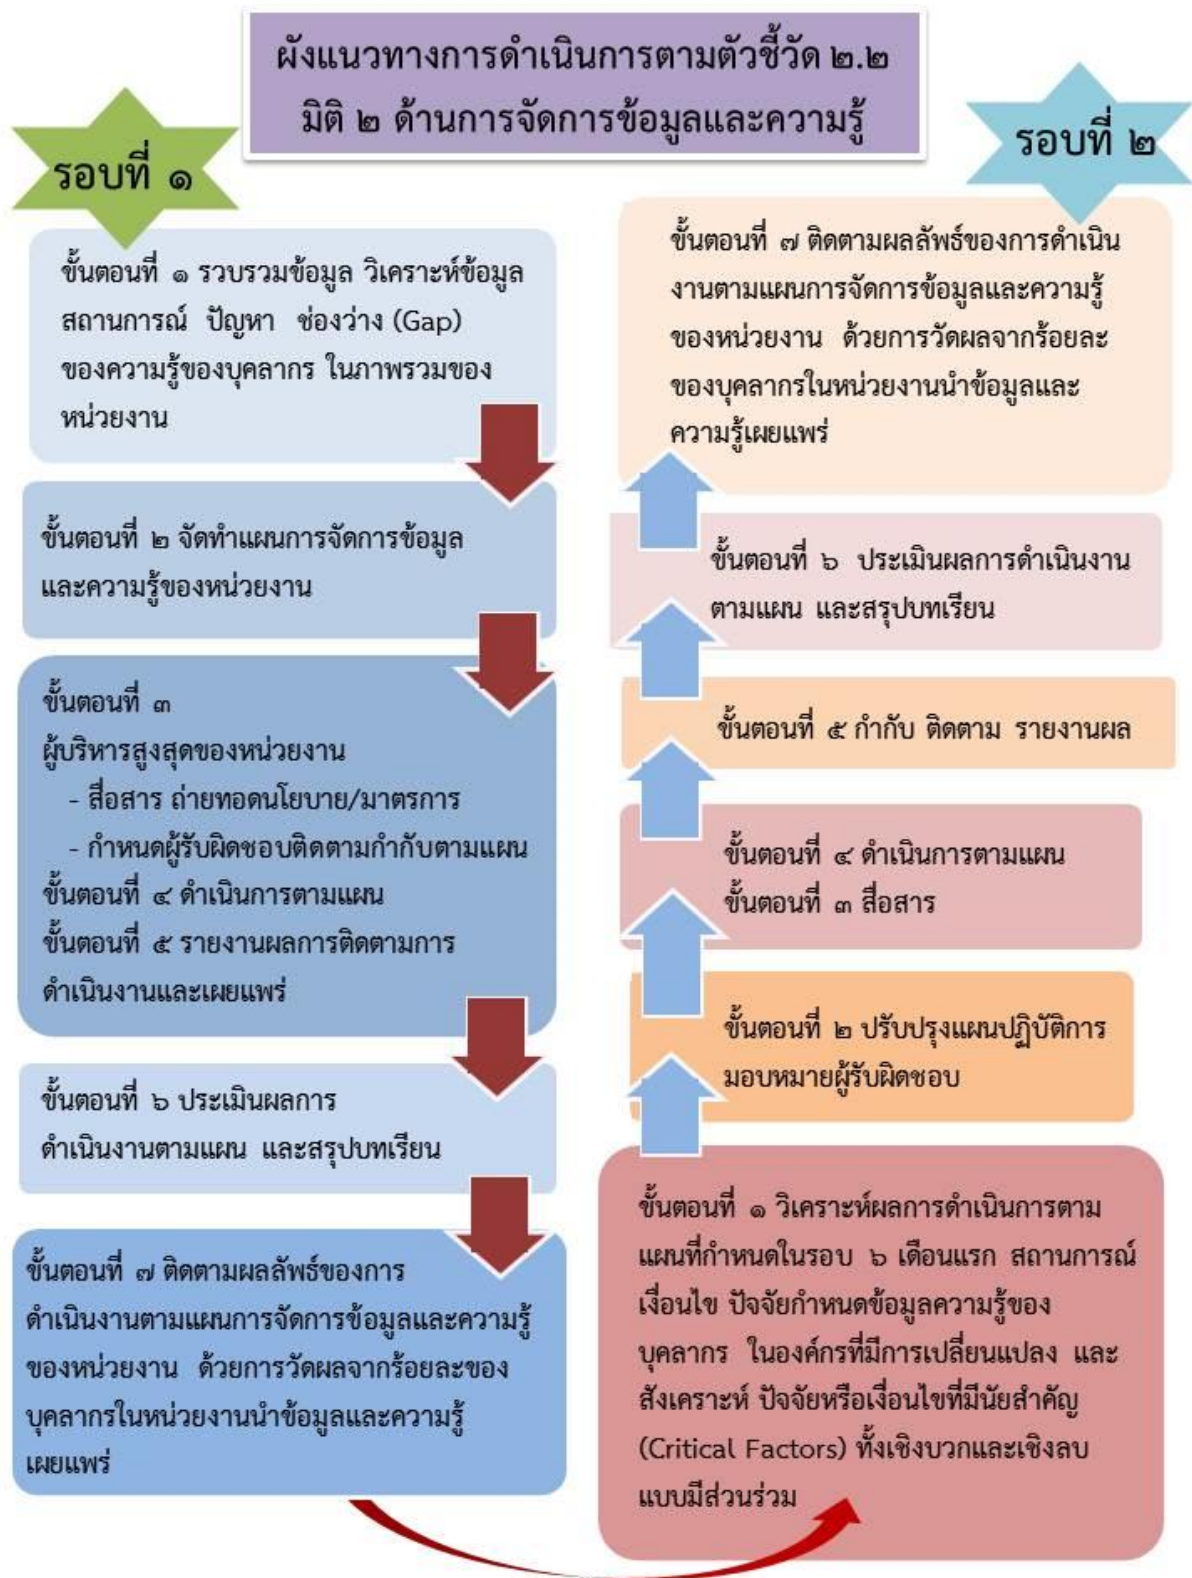 ผังแนวทางการดำเนินการตามตัวชี้วัด ๒.๒
มิติ ๒ ด้านการจัดการข้อมูลและความรู้
รอบที่ ๑
ขั้นตอนที่ ๑ รวบรวมข้อมูล วิเคราะห์ข้อมูล
สถานการณ์ ปัญหา ช่องว่าง (Gap)
ของความรู้ของบุคลากร ในภาพรวมของ
หน่วยงาน
ขั้นตอนที่ ๒ จัดทำแผนการจัดการข้อมูล
และความรู้ของหน่วยงาน
ขั้นตอนที่ ๓
ผู้บริหารสูงสุดของหน่วยงาน
- สื่อสาร ถ่ายทอดนโยบาย/มาตรการ
- กำหนดผู้รับผิดชอบติดตามกำกับตามแผน
ขั้นตอนที่ ๔ ดำเนินการตามแผน
ขั้นตอนที่ ๕ รายงานผลการติดตามการ
ดำเนินงานและเผยแพร่
ขั้นตอนที่ ๖ ประเมินผลการ
ดำเนินงานตามแผน และสรุปบทเรียน
ขั้นตอนที่ ๗ ติดตามผลลัพธ์ของการ
ดำเนินงานตามแผนการจัดการข้อมูลและความรู้
ของหน่วยงาน ด้วยการวัดผลจากร้อยละของ
บุคลากรในหน่วยงานนำข้อมูลและความรู้
เผยแพร่
รอบที่ ๒
ขั้นตอนที่ ๗ ติดตามผลลัพธ์ของการดำเนิน
งานตามแผนการจัดการข้อมูลและความรู้
ของหน่วยงาน ด้วยการวัดผลจากร้อยละ
ของบุคลากรในหน่วยงานนำข้อมูลและ
ความรู้เผยแพร่
ขั้นตอนที่ ๖ ประเมินผลการดำเนินงาน
ตามแผน และสรุปบทเรียน
ขั้นตอนที่ ๕ กำกับ ติดตาม รายงานผล
ขั้นตอนที่ ๔ ดำเนินการตามแผน
ขั้นตอนที่ ๓ สื่อสาร
ขั้นตอนที่ ๒ ปรับปรุงแผนปฏิบัติการ
มอบหมายผู้รับผิดชอบ
ขั้นตอนที่ ๑ วิเคราะห์ผลการดำเนินการตาม
แผนที่กำหนดในรอบ ๖ เดือนแรก สถานการณ์
เงื่อนไข ปัจจัยกำหนดข้อมูลความรู้ของ
บุคลากร ในองค์กรที่มีการเปลี่ยนแปลง และ
สังเคราะห์ ปัจจัยหรือเงื่อนไขที่มีนัยสำคัญ
(Critical Factors) ทั้งเชิงบวกและเชิงลบ
แบบมีส่วนร่วม